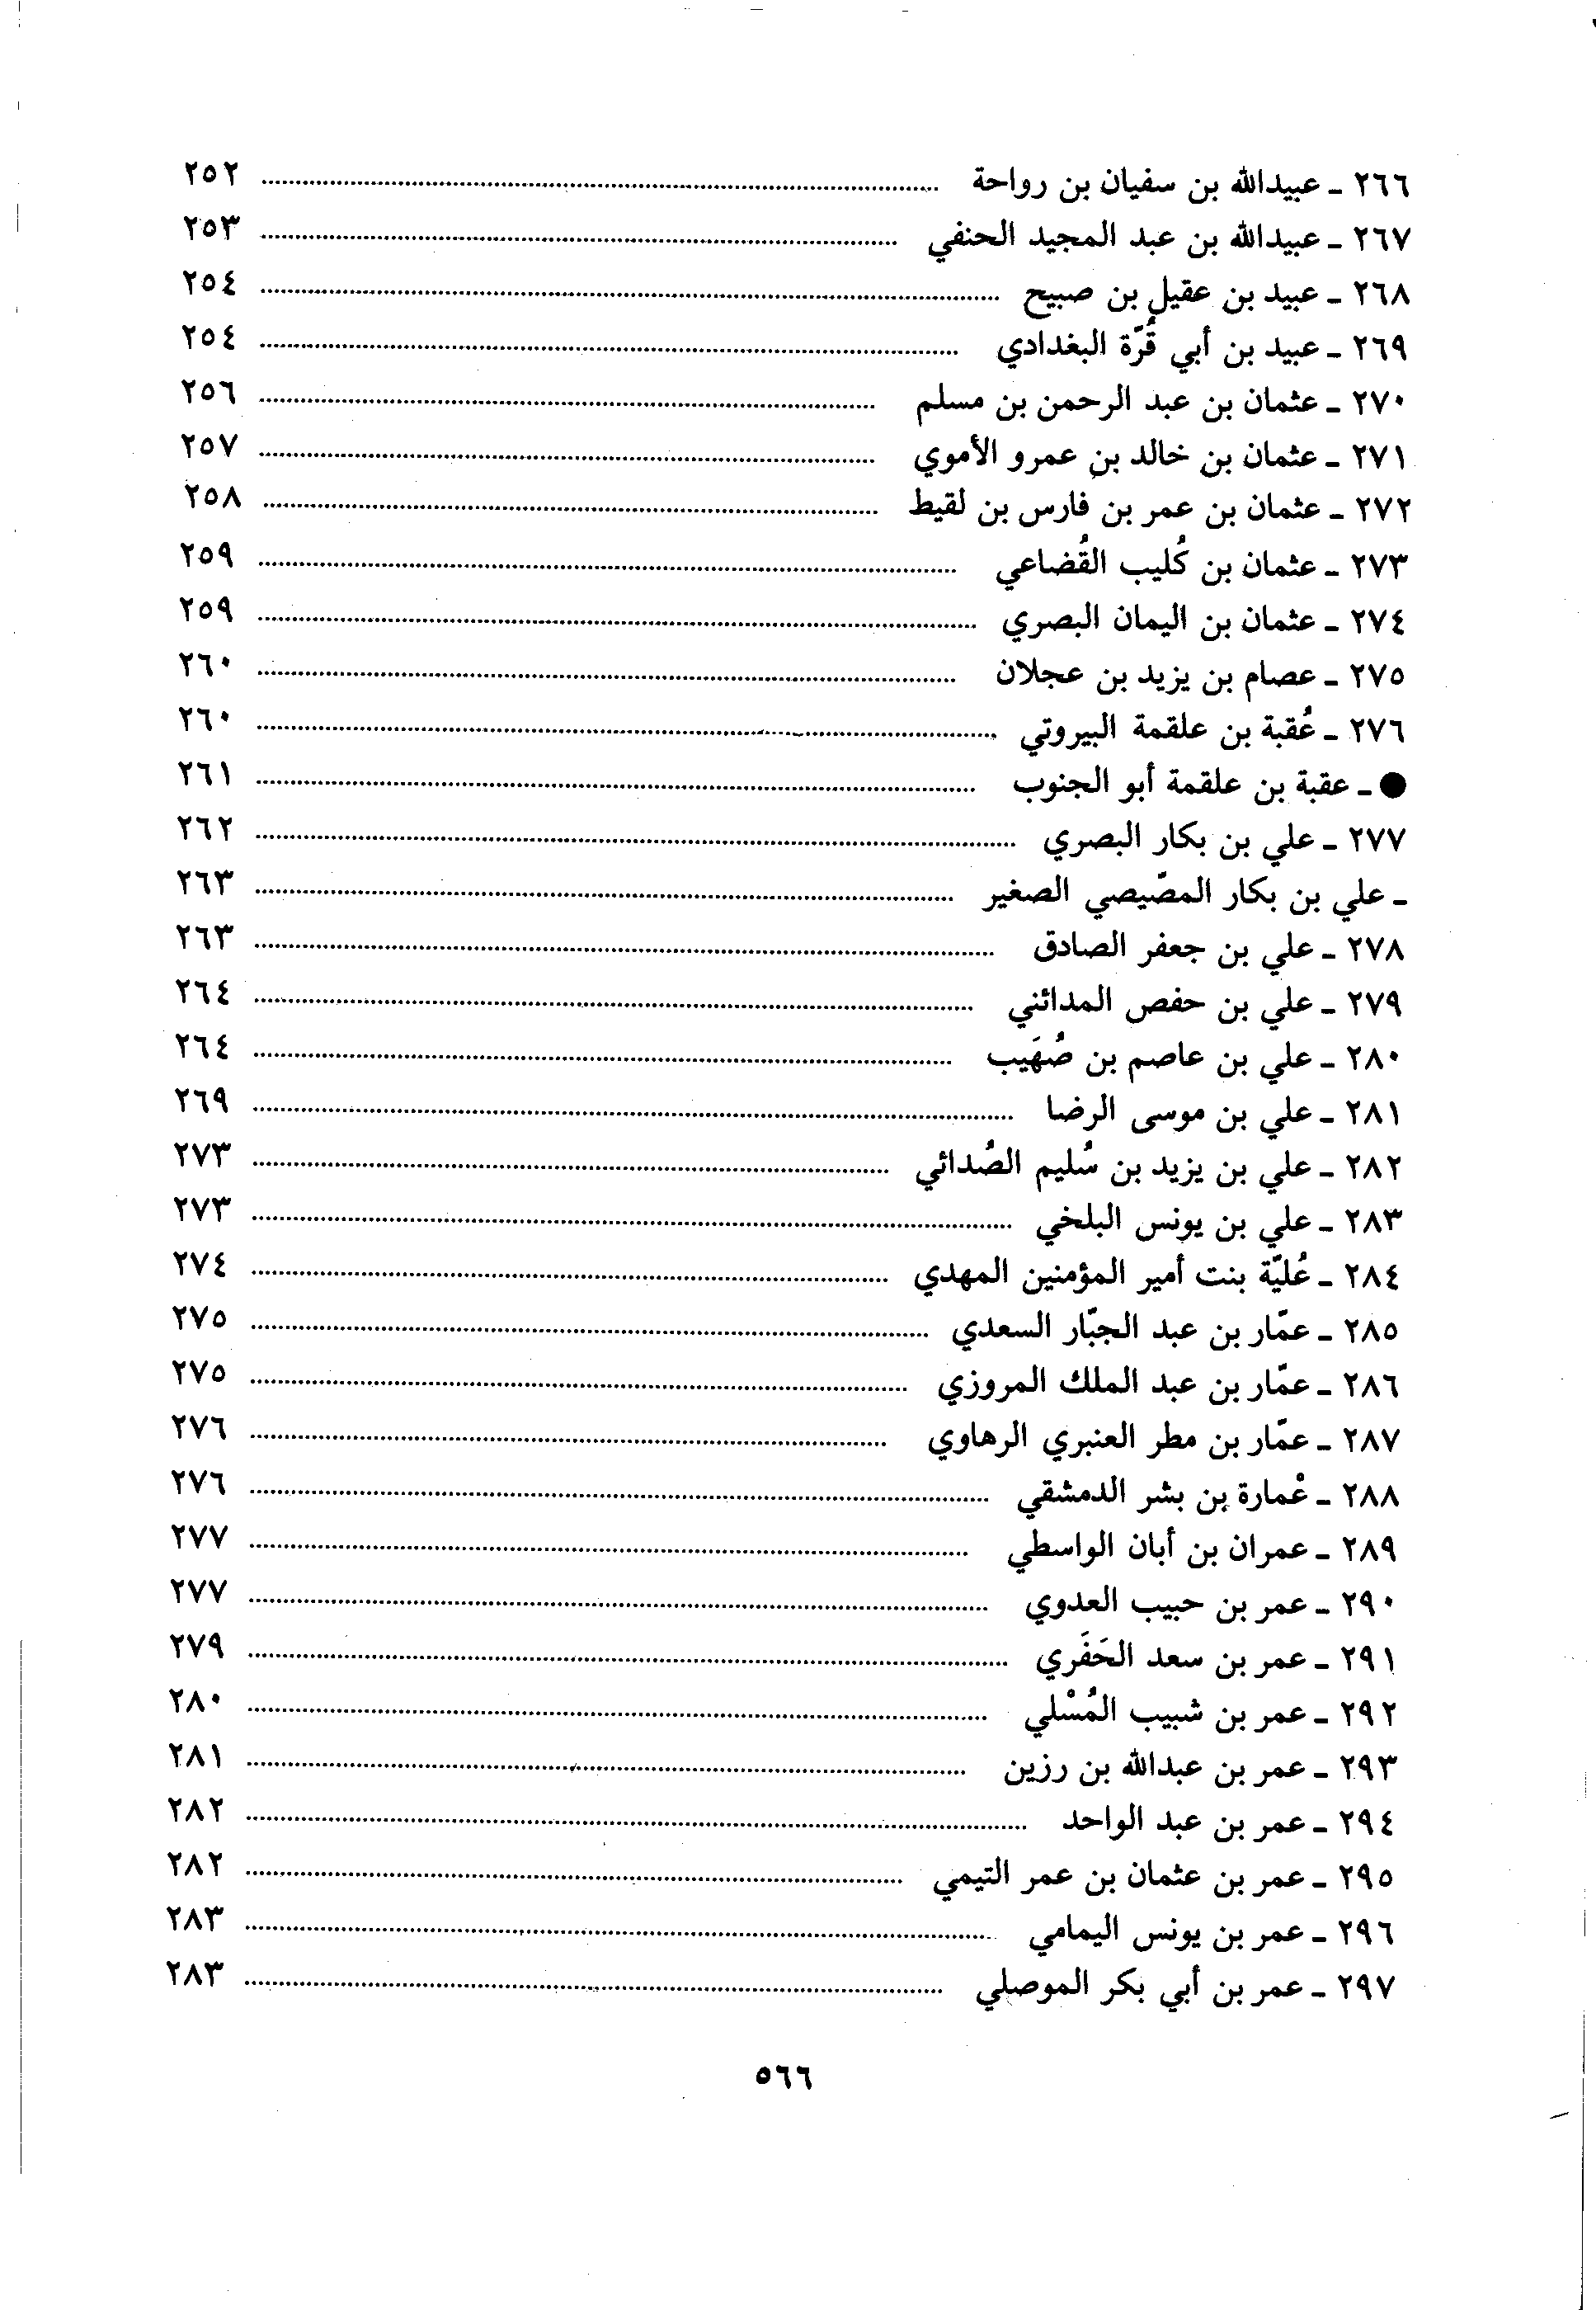 ٢٦٦ ـ عبيدالله بن سفيان بن رواحة ........ ٢٥٢
٢٦٧ ـ عبيدالله بن عبد المجيد الحنفي ........ ٢٥٣
٢٦٨ ـ عبيد بن عقيل بن صبيح ........ ٢٥٤
٢٦٩ ـ عبيد بن أبي قُرّة البغدادي ........ ٢٥٤
٢٧٠ ـ عثمان بن عبد الرحمن بن مسلم ........ ٢٥٦
٢٧١ ـ عثمان بن خالد بن عمرو الأموي ........ ٢٥٧
٢٧٢ ـ عثمان بن عمر بن فارس بن لقيط ........ ٢٥٨
٢٧٣ ـ عثمان بن كُليب القُضاعي ........ ٢٥٩
٢٧٤ ـ عثمان بن اليمان البصري ........ ٢٥٩
٢٧٥ ـ عصام بن يزيد بن عجلان ........ ٢٦٠
٢٧٦ ـ عُقبة بن علقمة البيروتي ........ ٢٦٠
● ـ عقبة بن علقمة أبو الجنوب ........ ٢٦١
٢٧٧ ـ علي بن بكار البصري ........ ٢٦٢
ـ علي بن بكار المصّيصي الصغير ........ ٢٦٣
٢٧٨ ـ علي بن جعفر الصادق ........ ٢٦٣
٢٧٩ ـ علي بن حفص المدائني ........ ٢٦٤
٢٨٠ ـ علي بن عاصم بن صُهَيب ........ ٢٦٤
٢٨١ ـ علي بن موسى الرضا ........ ٢٦٩
٢٨٢ ـ علي بن يزيد بن سُليم الصُدائي ........ ٢٧٣
٢٨٣ ـ علي بن يونس البلخي ........ ٢٧٣
٢٨٤ ـ عُليّة بنت أمير المؤمنين المهدي ........ ٢٧٤
٢٨٥ ـ عمّار بن عبد الجبّار السعدي ........ ٢٧٥
٢٨٦ ـ عمّار بن عبد الملك المروزي ........ ٢٧٥
٢٨٧ ـ عمّار بن مطر العنبري الرهاوي ........ ٢٧٦
٢٨٨ ـ عُمارة بن بشر الدمشقي ........ ٢٧٦
٢٨٩ ـ عمران بن أبان الواسطي ........ ٢٧٧
٢٩٠ ـ عمر بن حبيب العدوي ........ ٢٧٧
٢٩١ ـ عمر بن سعد الحَفَري ........ ٢٧٩
٢٩٢ ـ عمر بن شبيب المُسْلي ........ ٢٨٠
٢٩٣ ـ عمر بن عبدالله بن رزين ........ ٢٨١
٢٩٤ ـ عمر بن عبد الواحد ........ ٢٨٢
٢٩٥ ـ عمر بن عثمان بن عمر التيمي ........ ٢٨٢
٢٩٦ ـ عمر بن يونس اليمامي ........ ٢٨٣
٢٩٧ ـ عمر بن أبي بكر الموصلي ........ ٢٨٣
٥٦٦